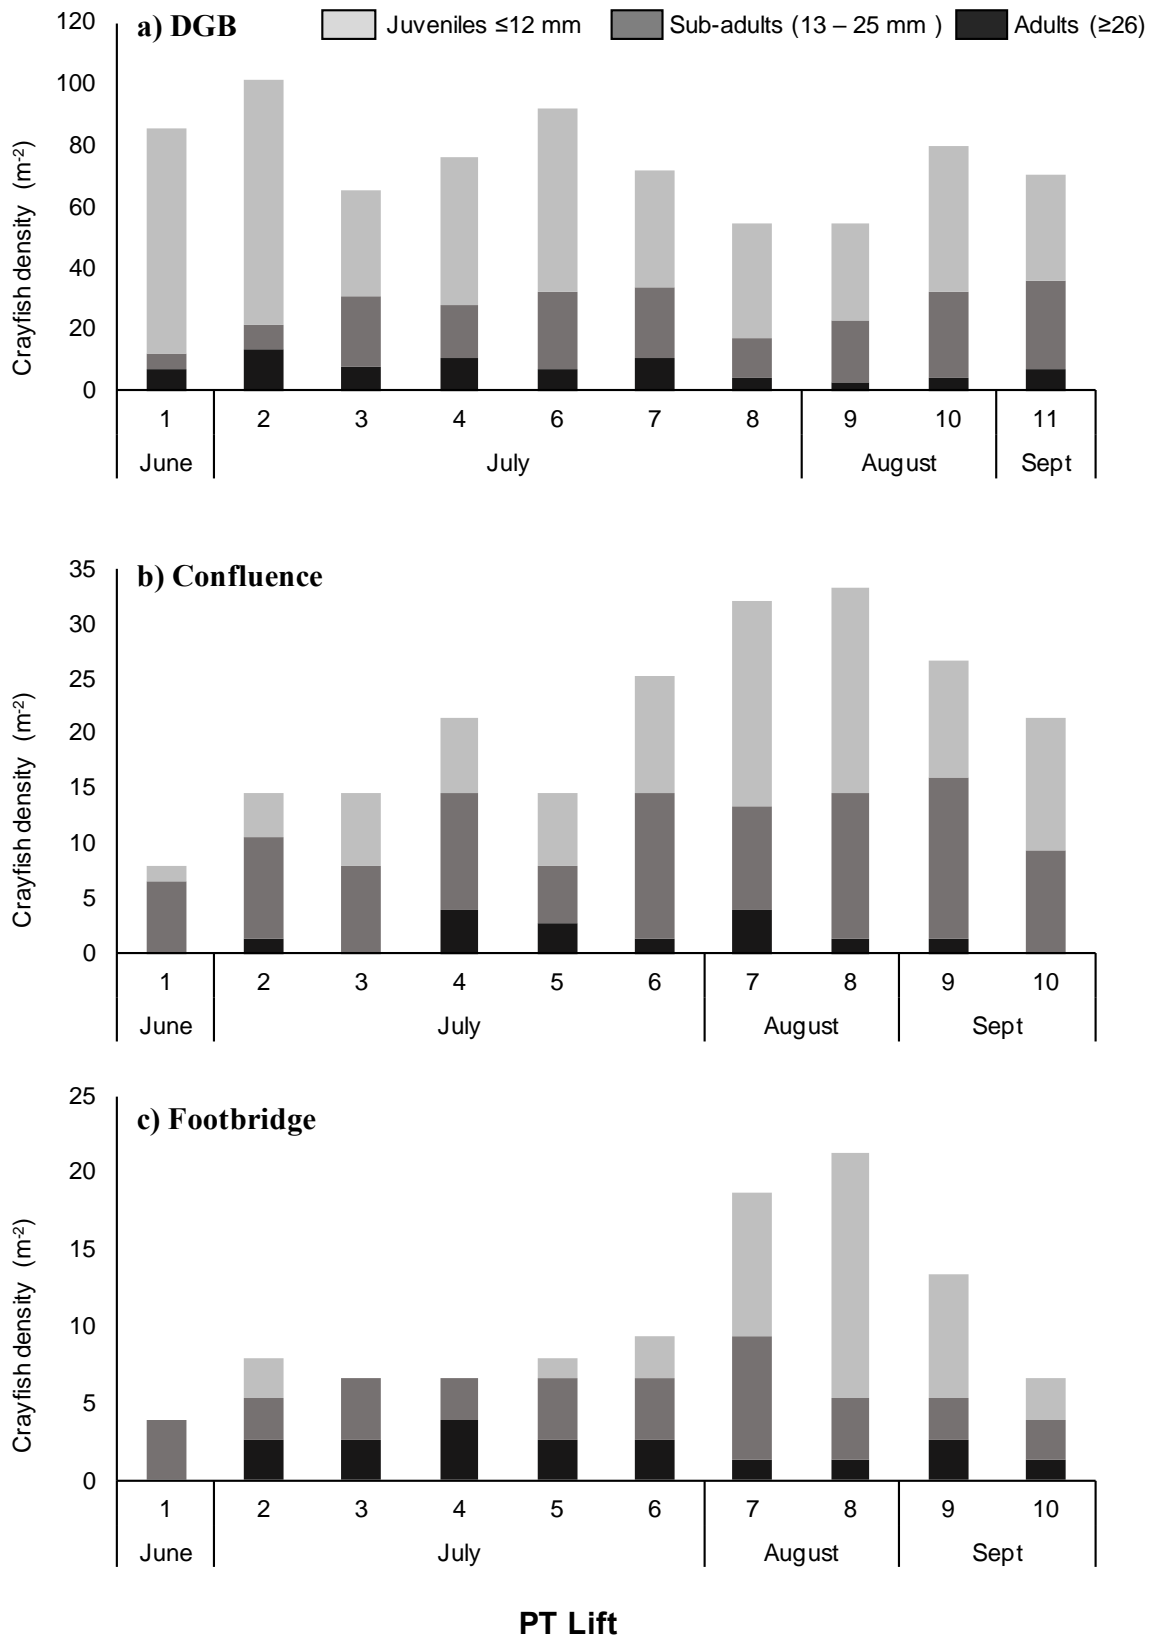 a) DGB
Juveniles ≤12 mm
Sub-adults (13 – 25 mm )
Adults (≥26)
Crayfish density (m-2)
120
100
80
60
40
20
0
1 2 3 4 6 7 8 9 10 11
June July August Sept
b) Confluence
Crayfish density (m-2)
35
30
25
20
15
10
5
0
1 2 3 4 5 6 7 8 9 10
June July August Sept
c) Footbridge
Crayfish density (m-2)
25
20
15
10
5
0
1 2 3 4 5 6 7 8 9 10
June July August Sept
PT Lift